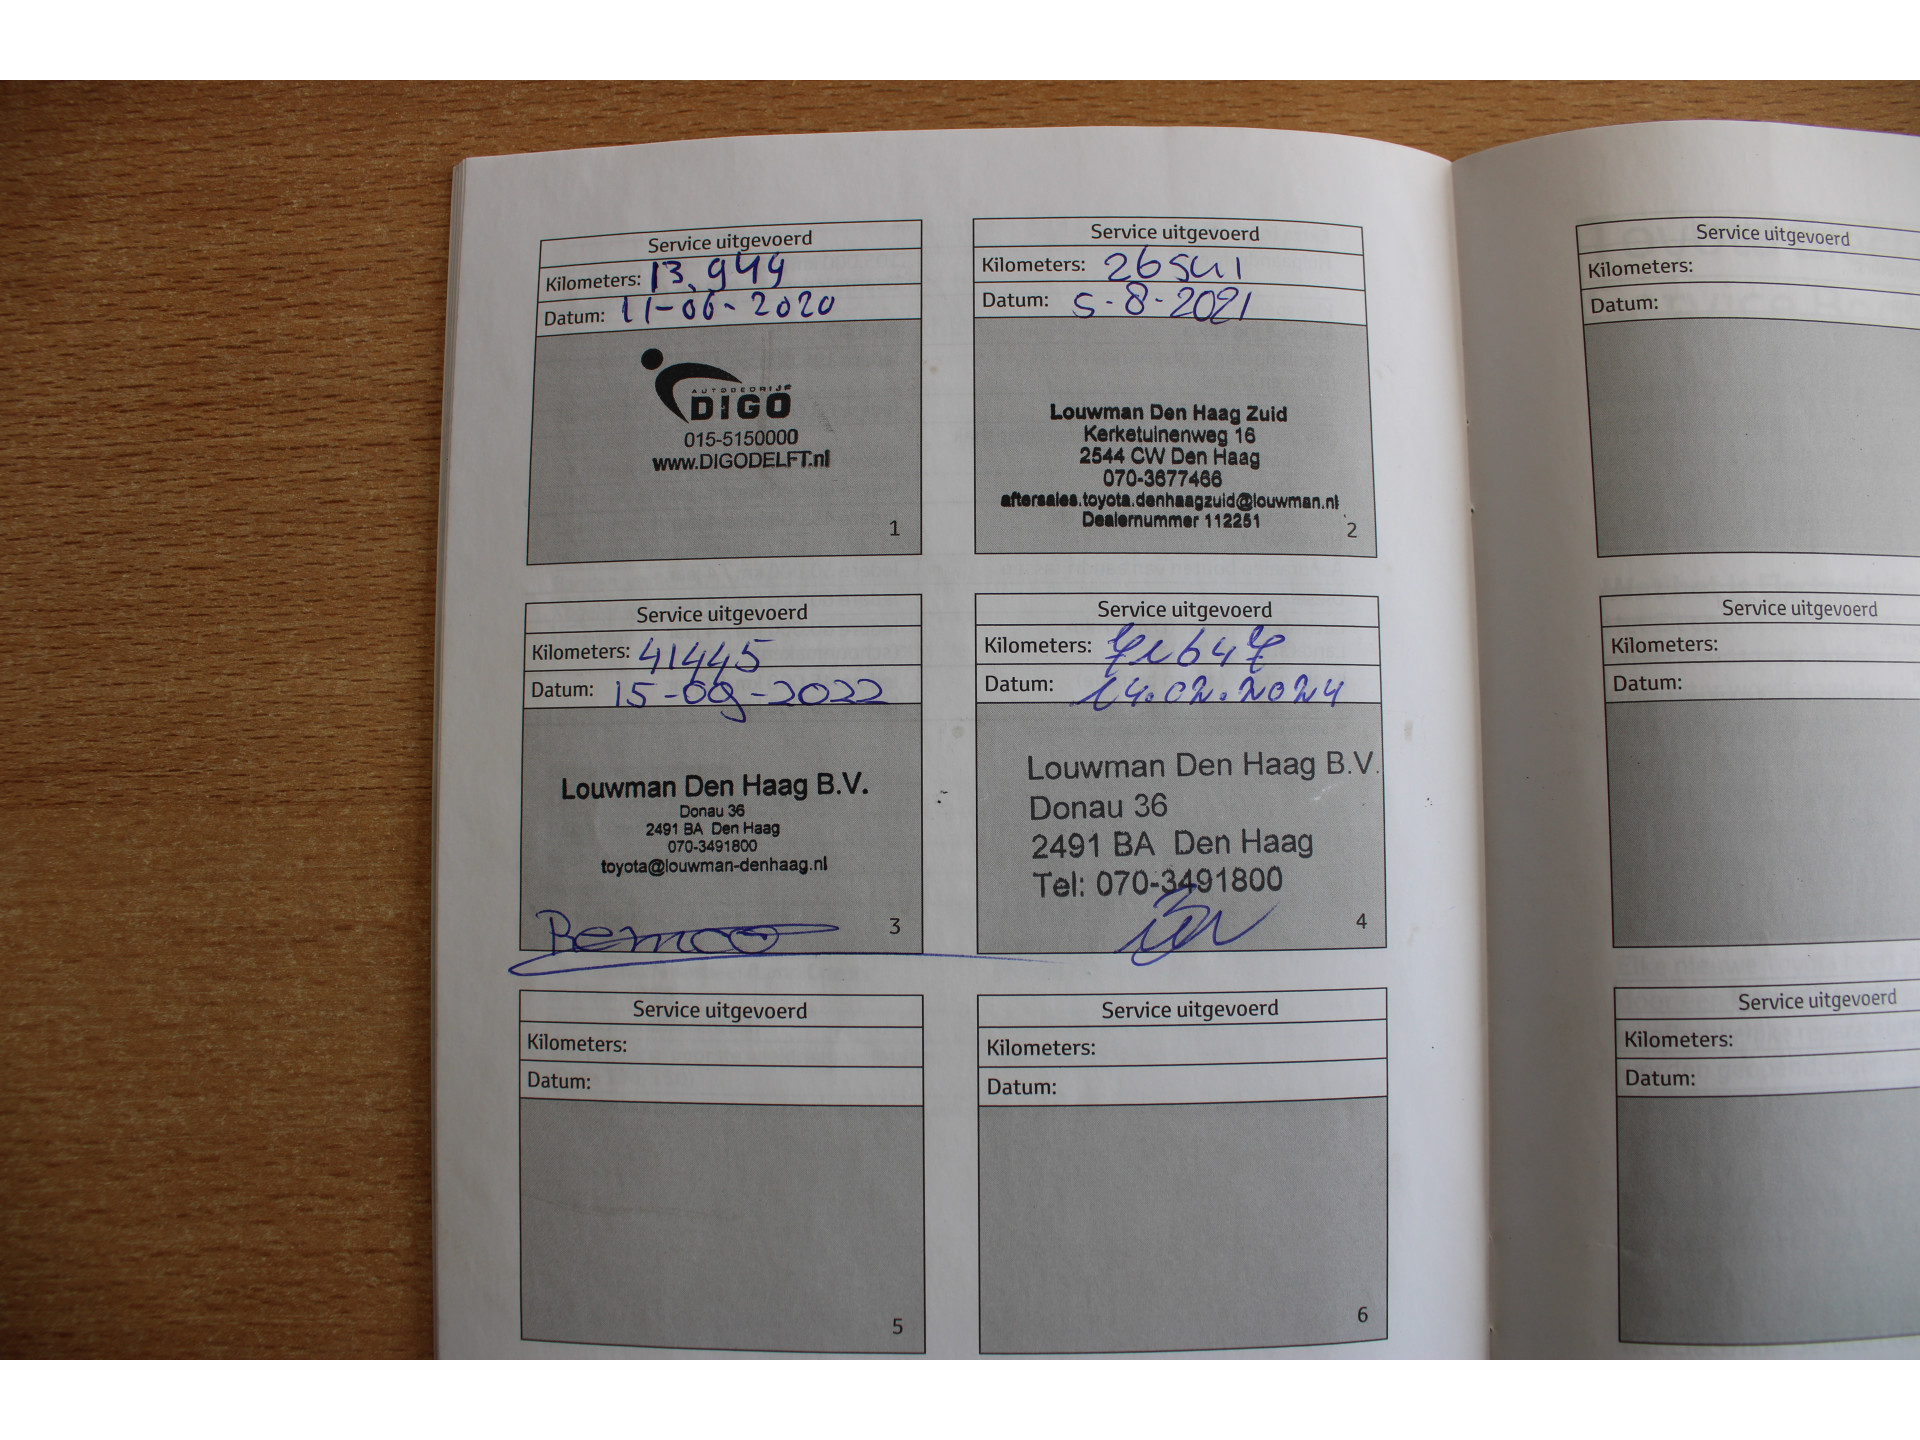 Service uitgevoerd
Kilometers: 13.944
Datum: 11-06-2020
AUTOBEDRIJF
DIGO
015-5150000
www.DIGODELFT.nl
1
Service uitgevoerd
Kilometers: 26541
Datum: 5-8-2021
Louwman Den Haag Zuid
Kerketuinenweg 16
2544 CW Den Haag
070-3677466
aftersales.toyota.denhaagzuid@louwman.nl
Dealernummer 112251
2
Service uitgevoerd
Kilometers: 41445
Datum: 15-09-2022
Louwman Den Haag B.V.
Donau 36
2491 BA Den Haag
070-3491800
toyota@louwman-denhaag.nl
3
Service uitgevoerd
Kilometers:
Datum: 14.02.2024
Louwman Den Haag B.V.
Donau 36
2491 BA Den Haag
Tel: 070-3491800
4
Service uitgevoerd
Kilometers:
Datum:
5
Service uitgevoerd
Kilometers:
Datum:
6
Service uitgevoerd
Kilometers:
Datum:
Service uitgevoerd
Kilometers:
Datum:
Service uitgevoerd
Kilometers:
Datum: